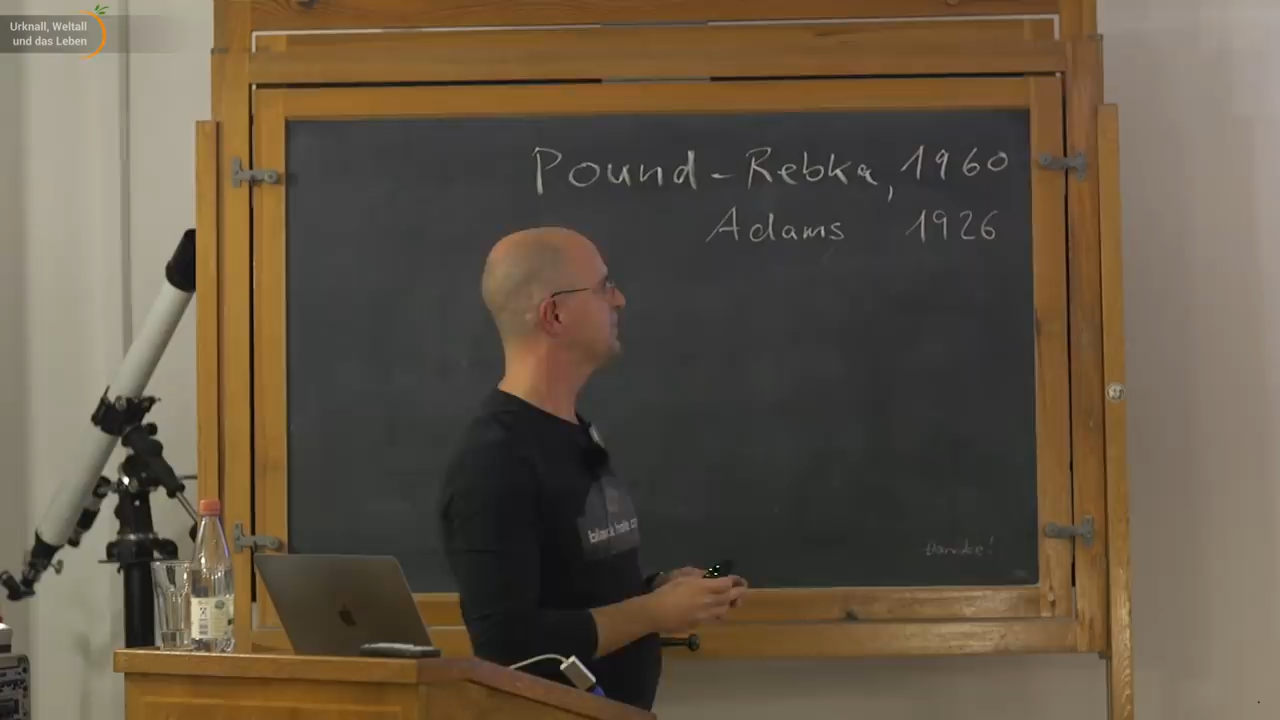 Urknall, Weltall
und das Leben
Pound-Rebka, 1960
Adams 1926
Danke!